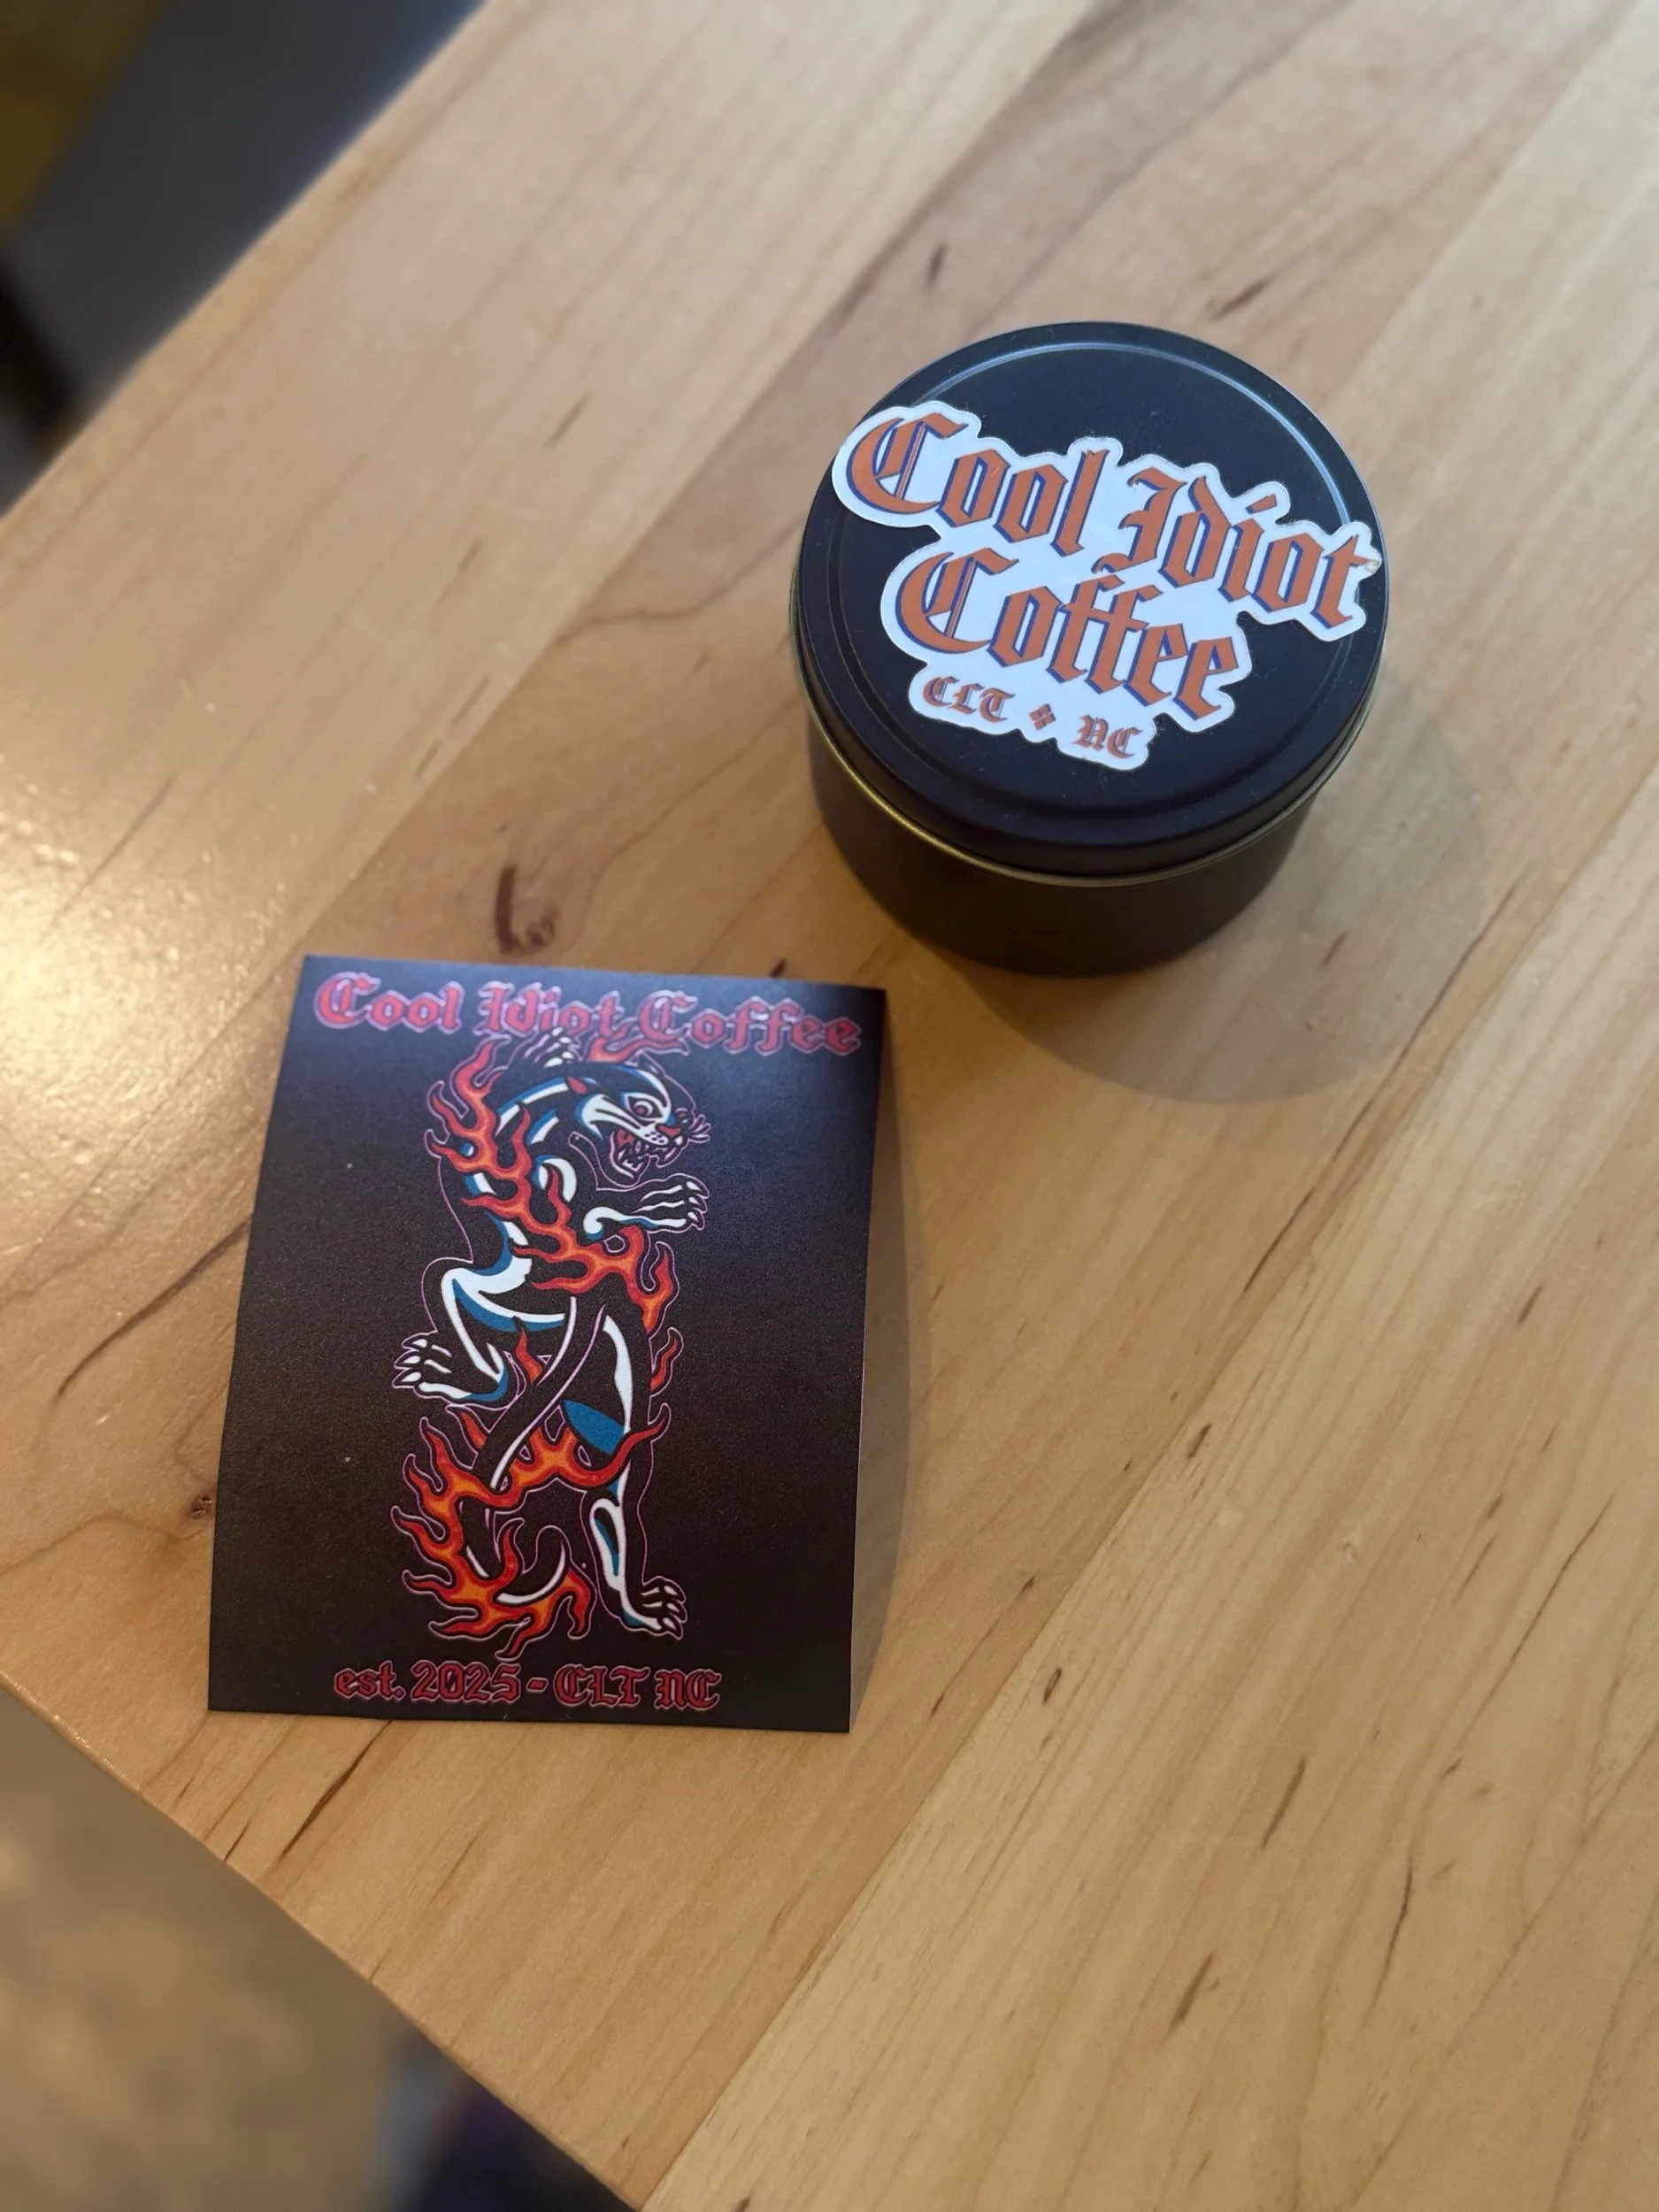 Cool Idiot
Coffee
CLT ❖ NC
Cool Idiot Coffee
est. 2025 - CLT NC